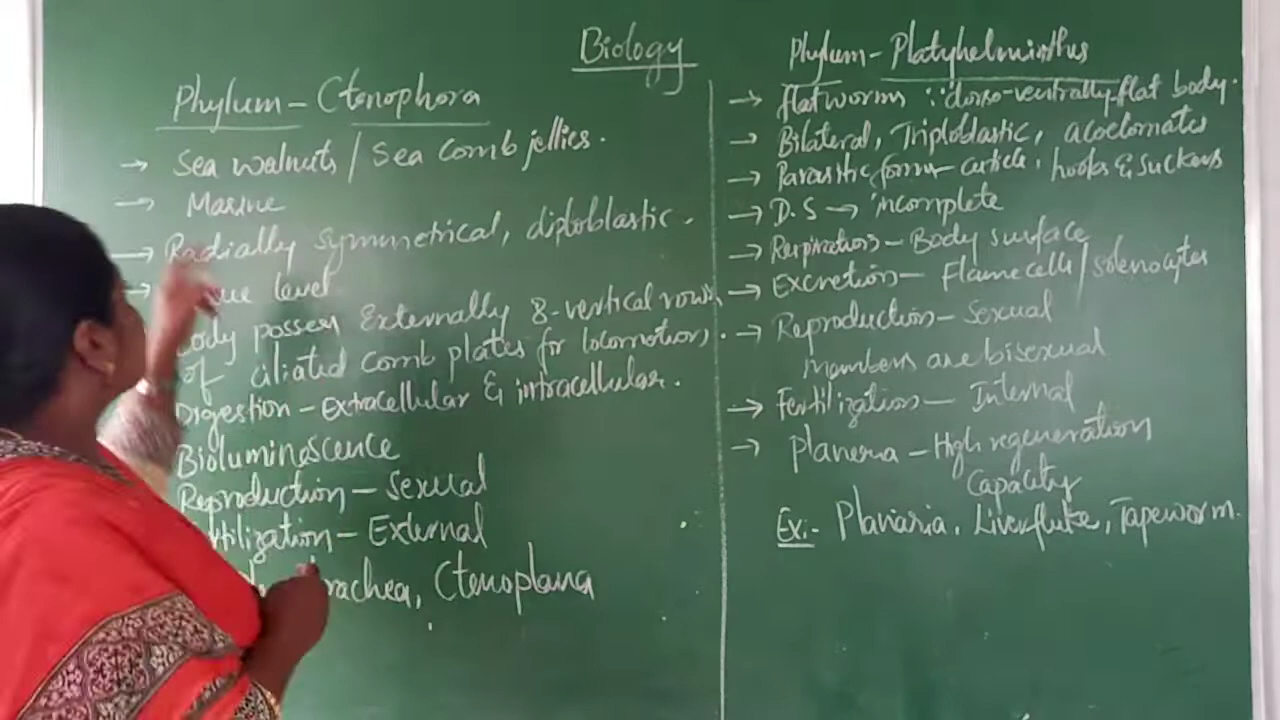 Biology
Phylum - Ctenophora
→ Sea walnuts / Sea Comb jellies.
→ Marine
→ Radially Symmetrical, diploblastic.
→ level
possess Externally 8-vertical rows
of ciliated comb plates for locomotion.
Digestion - Extracellular & intracellular.
Bioluminescence
Reproduction - Sexual
- External
, Ctenoplana
Phylum - Platyhelminthus
→ flatworms ∵ dorso-ventrally flat body.
→ Bilateral, Triploblastic, acoelomates
→ Parasitic form - cuticle, hooks & Suckers
→ D.S → incomplete
→ Respiration - Body surface
→ Excretion - Flame cells / Solenocytes
→ Reproduction - Sexual
members are bisexual
→ Fertilization - Internal
→ Planeria - High regeneration
Capacity
Ex:- Planaria, Liverfluke, Tapeworm.